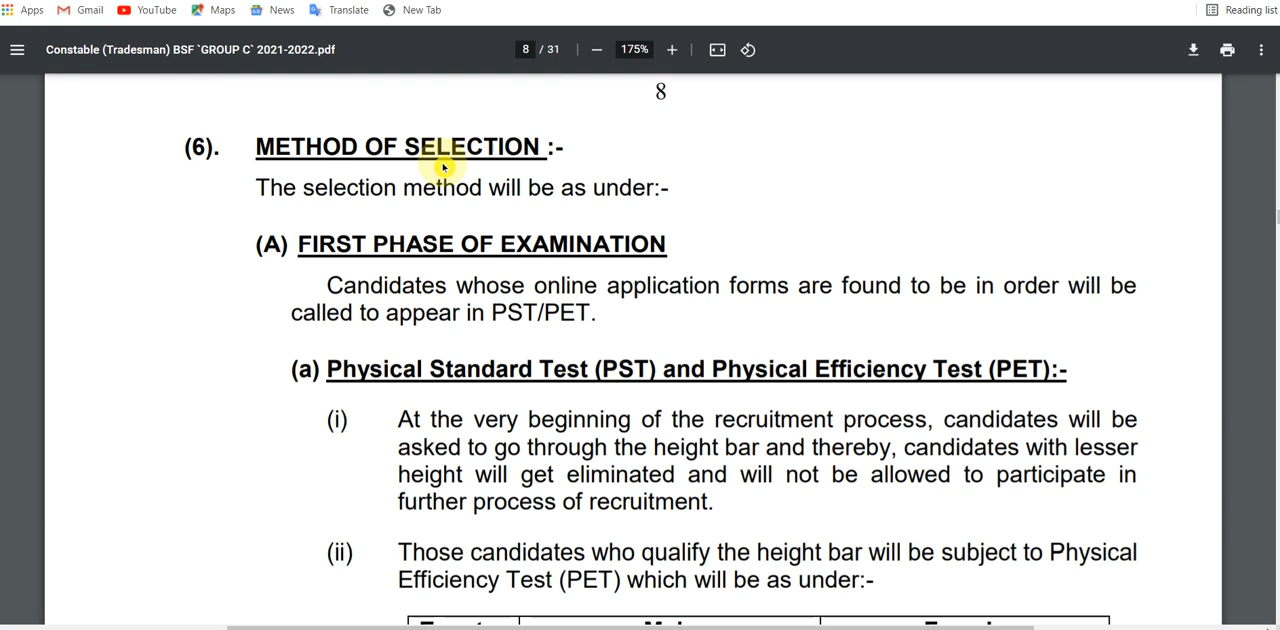 Apps Gmail YouTube Maps News Translate New Tab Reading list
Constable (Tradesman) BSF `GROUP C` 2021-2022.pdf 8 / 31 — 175% +
8
(6). METHOD OF SELECTION :-
The selection method will be as under:-
(A) FIRST PHASE OF EXAMINATION
Candidates whose online application forms are found to be in order will be
called to appear in PST/PET.
(a) Physical Standard Test (PST) and Physical Efficiency Test (PET):-
(i) At the very beginning of the recruitment process, candidates will be
asked to go through the height bar and thereby, candidates with lesser
height will get eliminated and will not be allowed to participate in
further process of recruitment.
(ii) Those candidates who qualify the height bar will be subject to Physical
Efficiency Test (PET) which will be as under:-